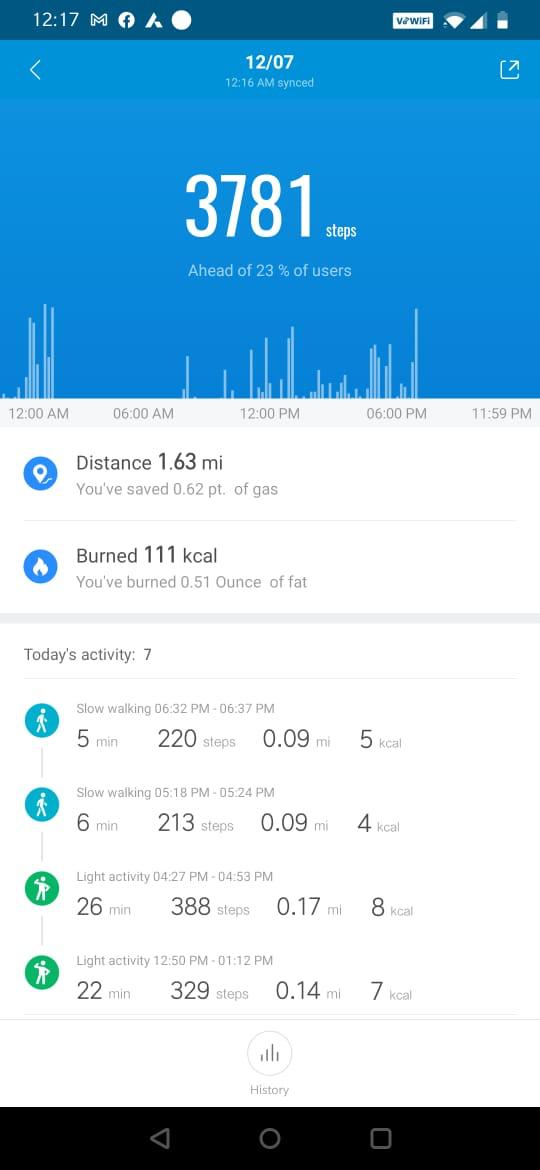 12:17
VoWiFi
12/07
12:16 AM synced
3781 steps
Ahead of 23 % of users
12:00 AM 06:00 AM 12:00 PM 06:00 PM 11:59 PM
Distance 1.63 mi
You've saved 0.62 pt. of gas
Burned 111 kcal
You've burned 0.51 Ounce of fat
Today's activity: 7
Slow walking 06:32 PM - 06:37 PM
5 min 220 steps 0.09 mi 5 kcal
Slow walking 05:18 PM - 05:24 PM
6 min 213 steps 0.09 mi 4 kcal
Light activity 04:27 PM - 04:53 PM
26 min 388 steps 0.17 mi 8 kcal
Light activity 12:50 PM - 01:12 PM
22 min 329 steps 0.14 mi 7 kcal
History